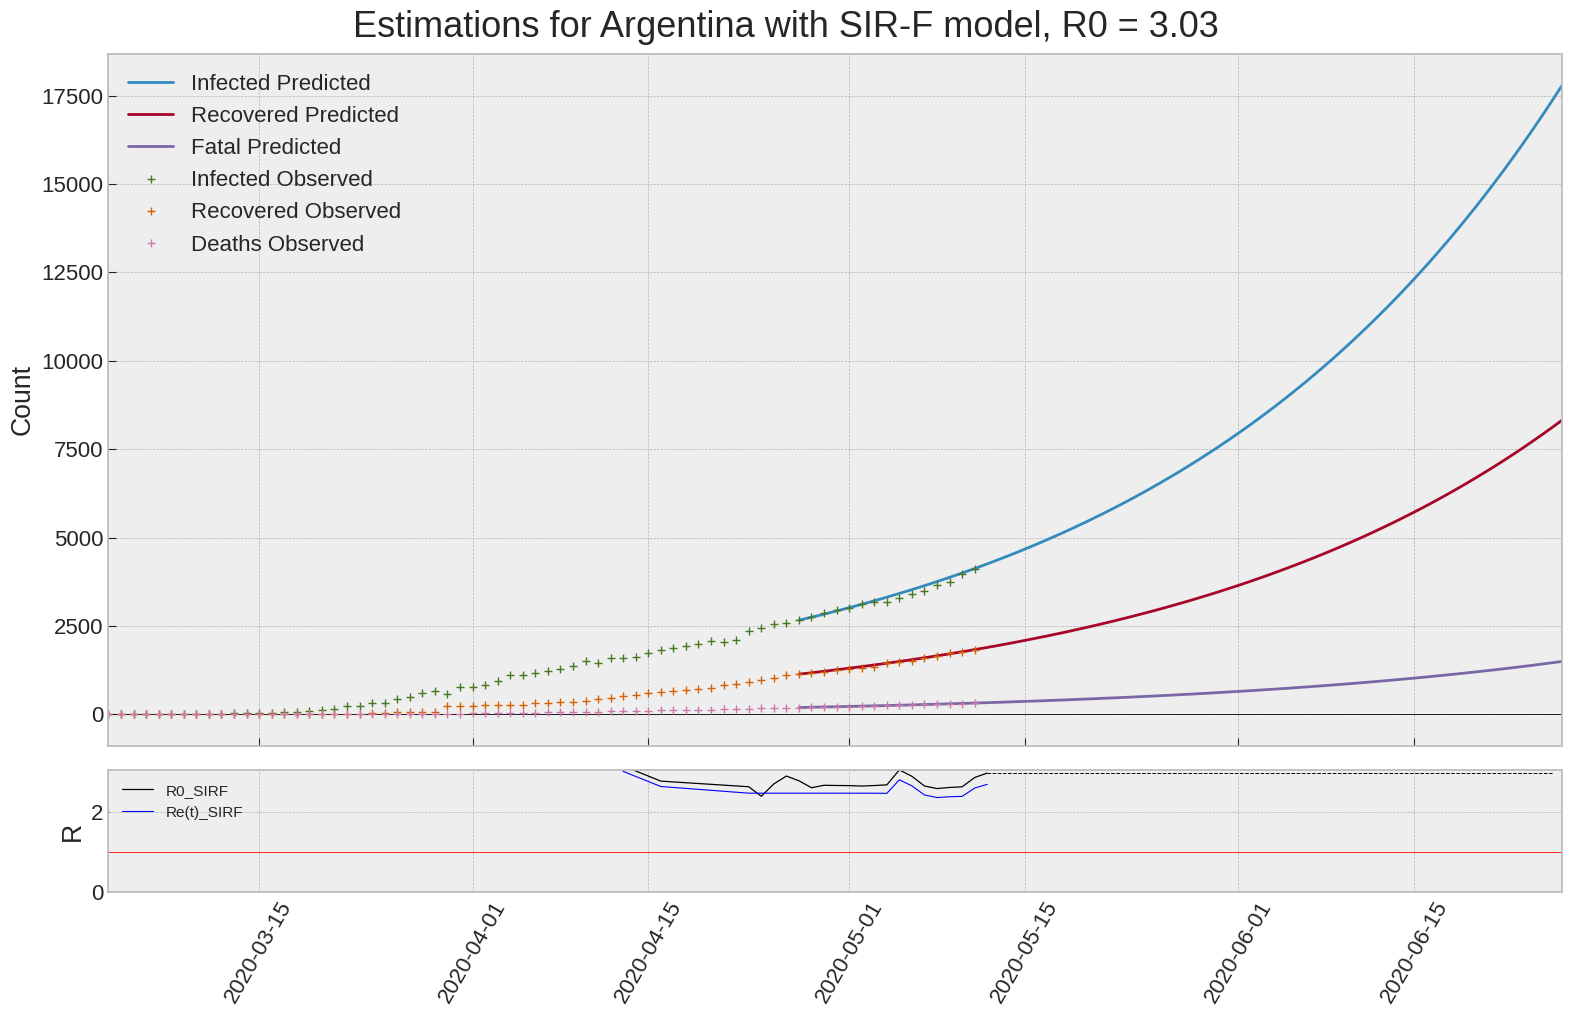 Estimations for Argentina with SIR-F model, R0 = 3.03
Infected Predicted
Recovered Predicted
Fatal Predicted
Infected Observed
Recovered Observed
Deaths Observed
17500
15000
12500
10000
7500
5000
2500
0
Count
R0_SIRF
Re(t)_SIRF
2
0
R
2020-03-15
2020-04-01
2020-04-15
2020-05-01
2020-05-15
2020-06-01
2020-06-15